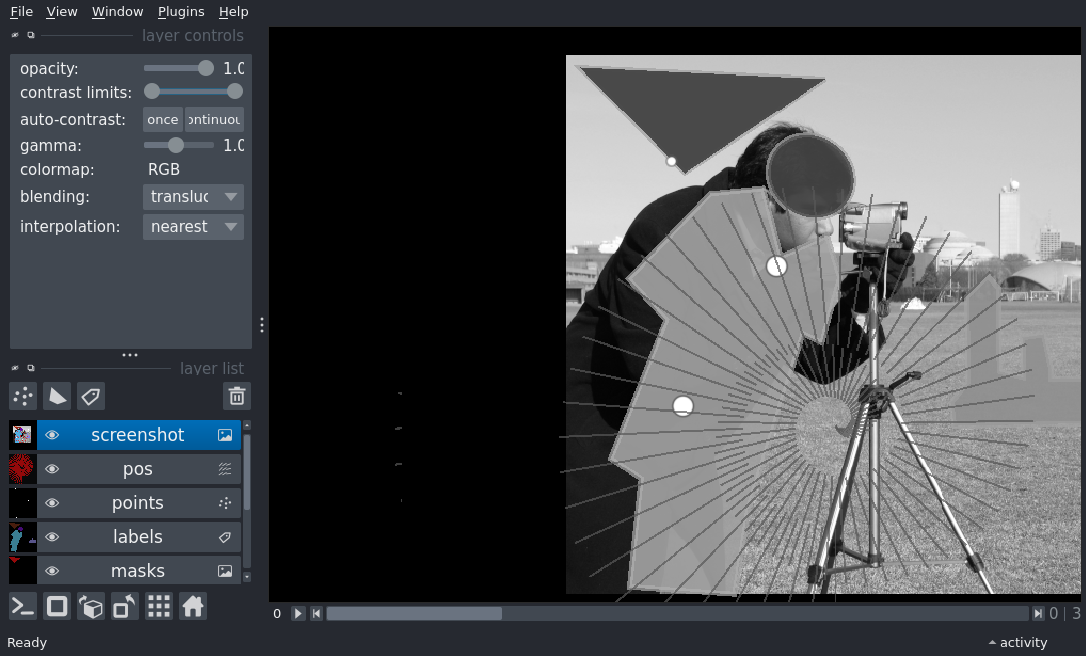 File View Window Plugins Help
layer controls
opacity: 1.0
contrast limits:
auto-contrast: once ontinuou
gamma: 1.0
colormap: RGB
blending: transluc
interpolation: nearest
layer list
screenshot
pos
points
labels
masks
0 0 | 3
Ready activity